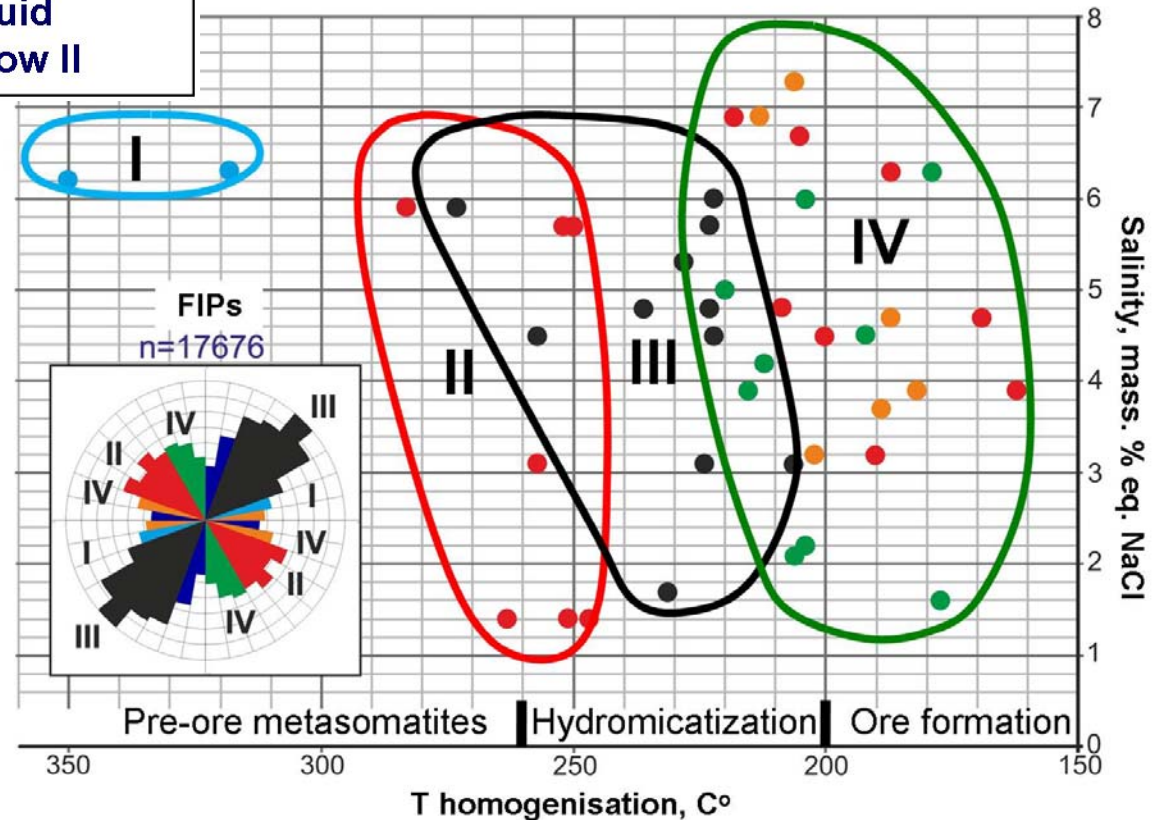 uid
ow II
I
II
III
IV
FIPs
n=17676
IV
III
II
IV
I
I
IV
II
IV
III
8
7
6
5
4
3
2
1
0
Salinity, mass. % eq. NaCl
Pre-ore metasomatites
Hydromicatization
Ore formation
350
300
250
200
150
T homogenisation, Cº